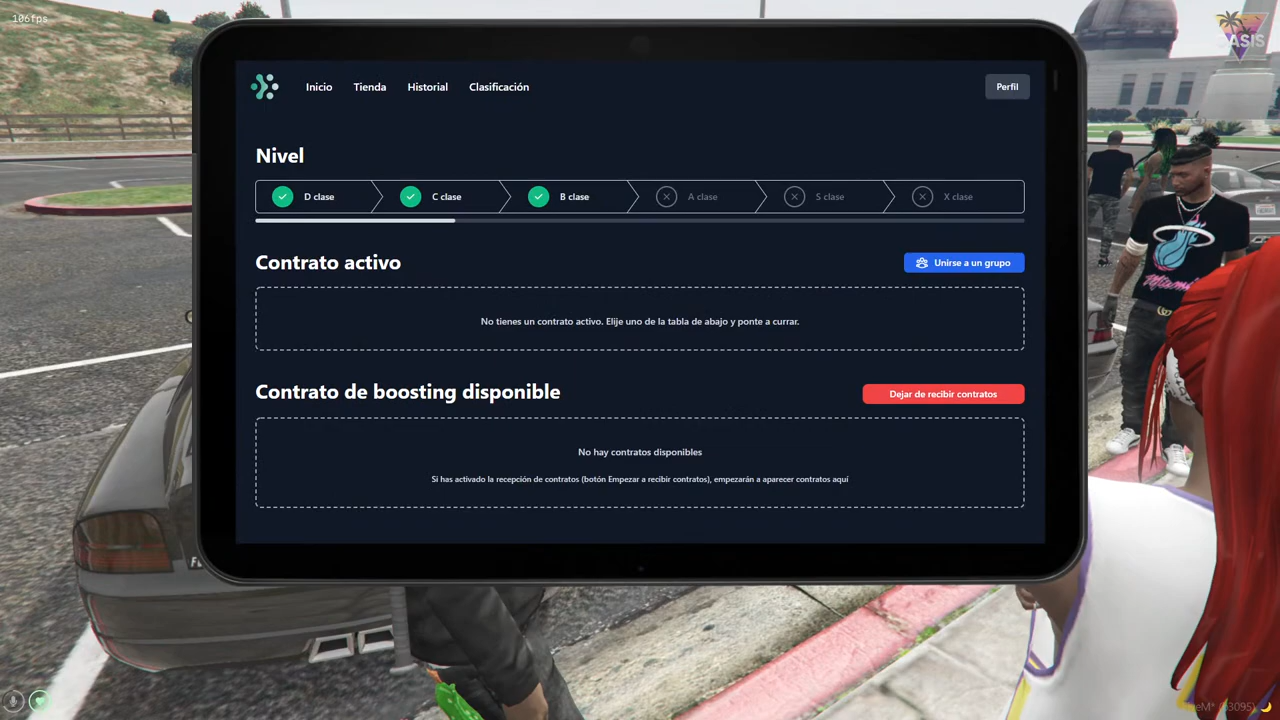 106fps
OASIS
Inicio
Tienda
Historial
Clasificación
Perfil
Nivel
D clase
C clase
B clase
A clase
S clase
X clase
Contrato activo
Unirse a un grupo
No tienes un contrato activo. Elije uno de la tabla de abajo y ponte a currar.
Contrato de boosting disponible
Dejar de recibir contratos
No hay contratos disponibles
Si has activado la recepción de contratos (botón Empezar a recibir contratos), empezarán a aparecer contratos aquí
Miami